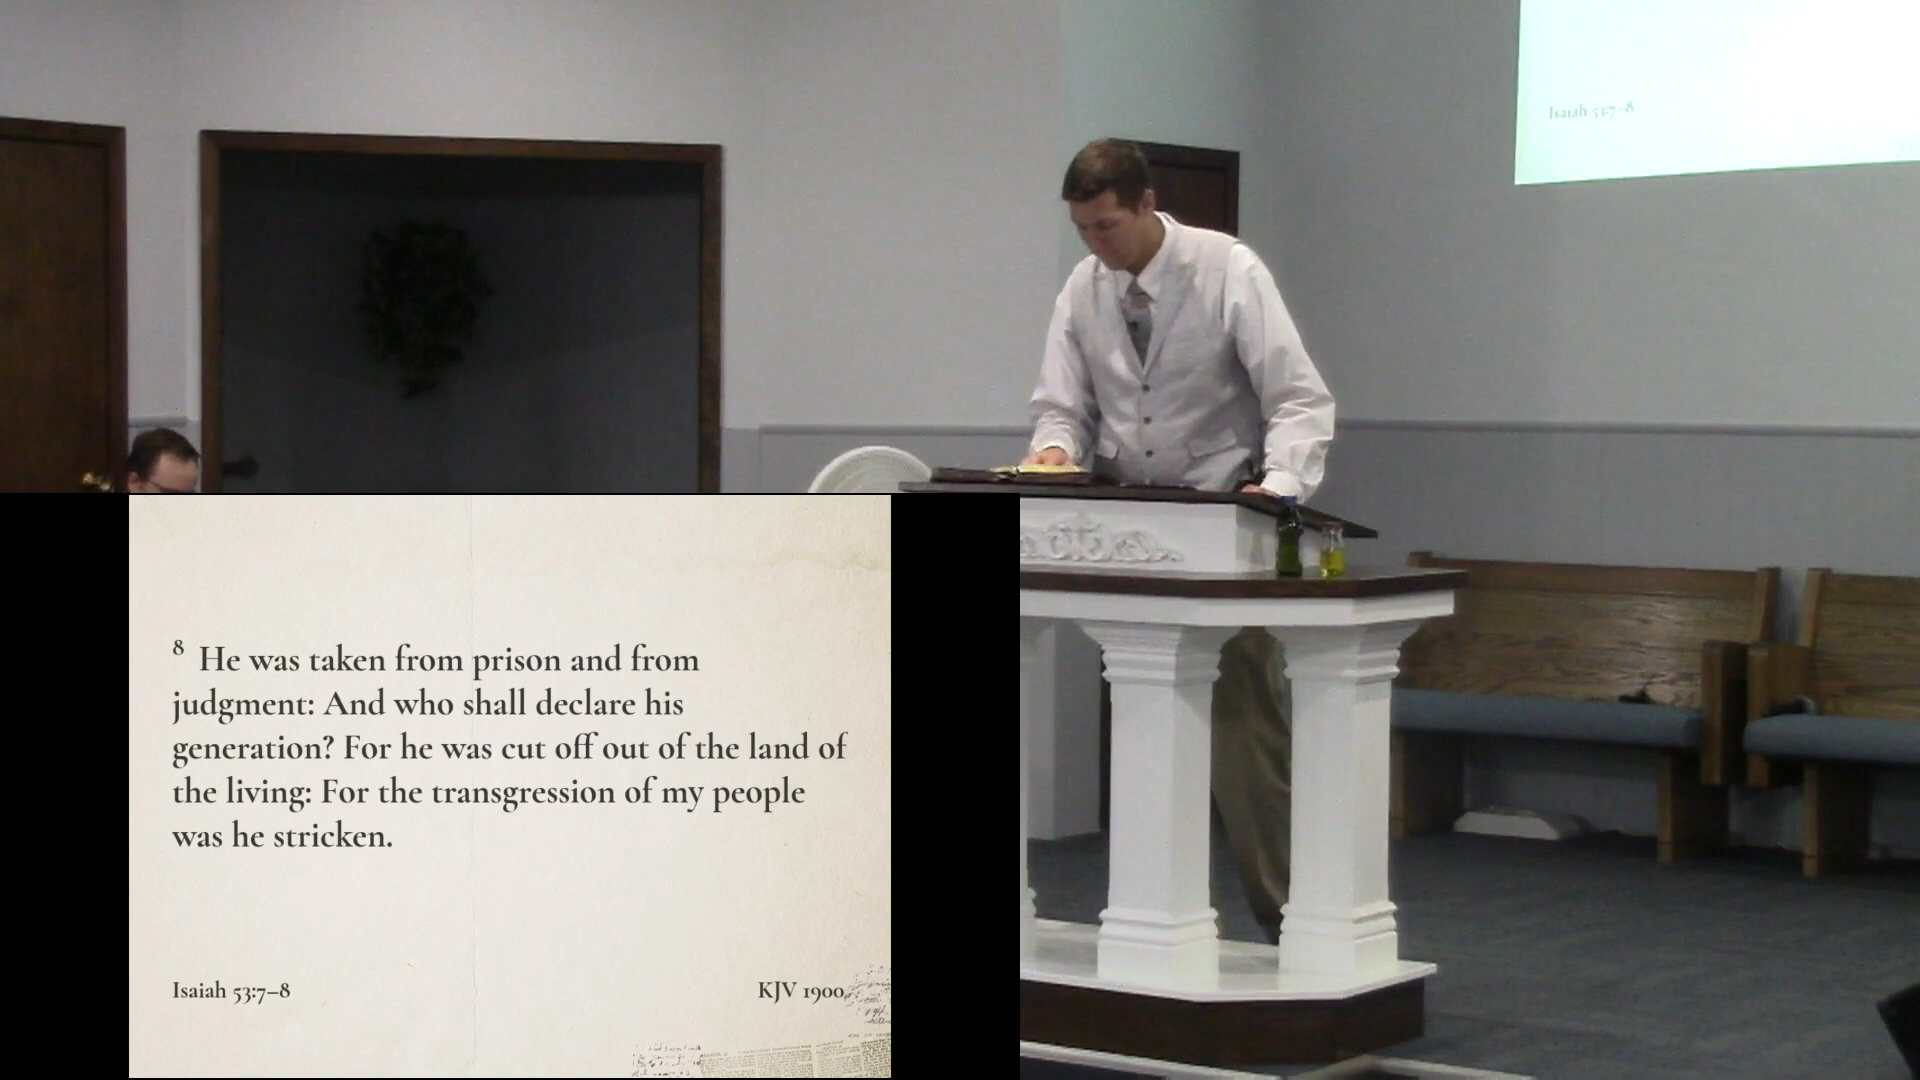 Isaiah 53:7–8
8 He was taken from prison and from
judgment: And who shall declare his
generation? For he was cut off out of the land of
the living: For the transgression of my people
was he stricken.
Isaiah 53:7–8
KJV 1900